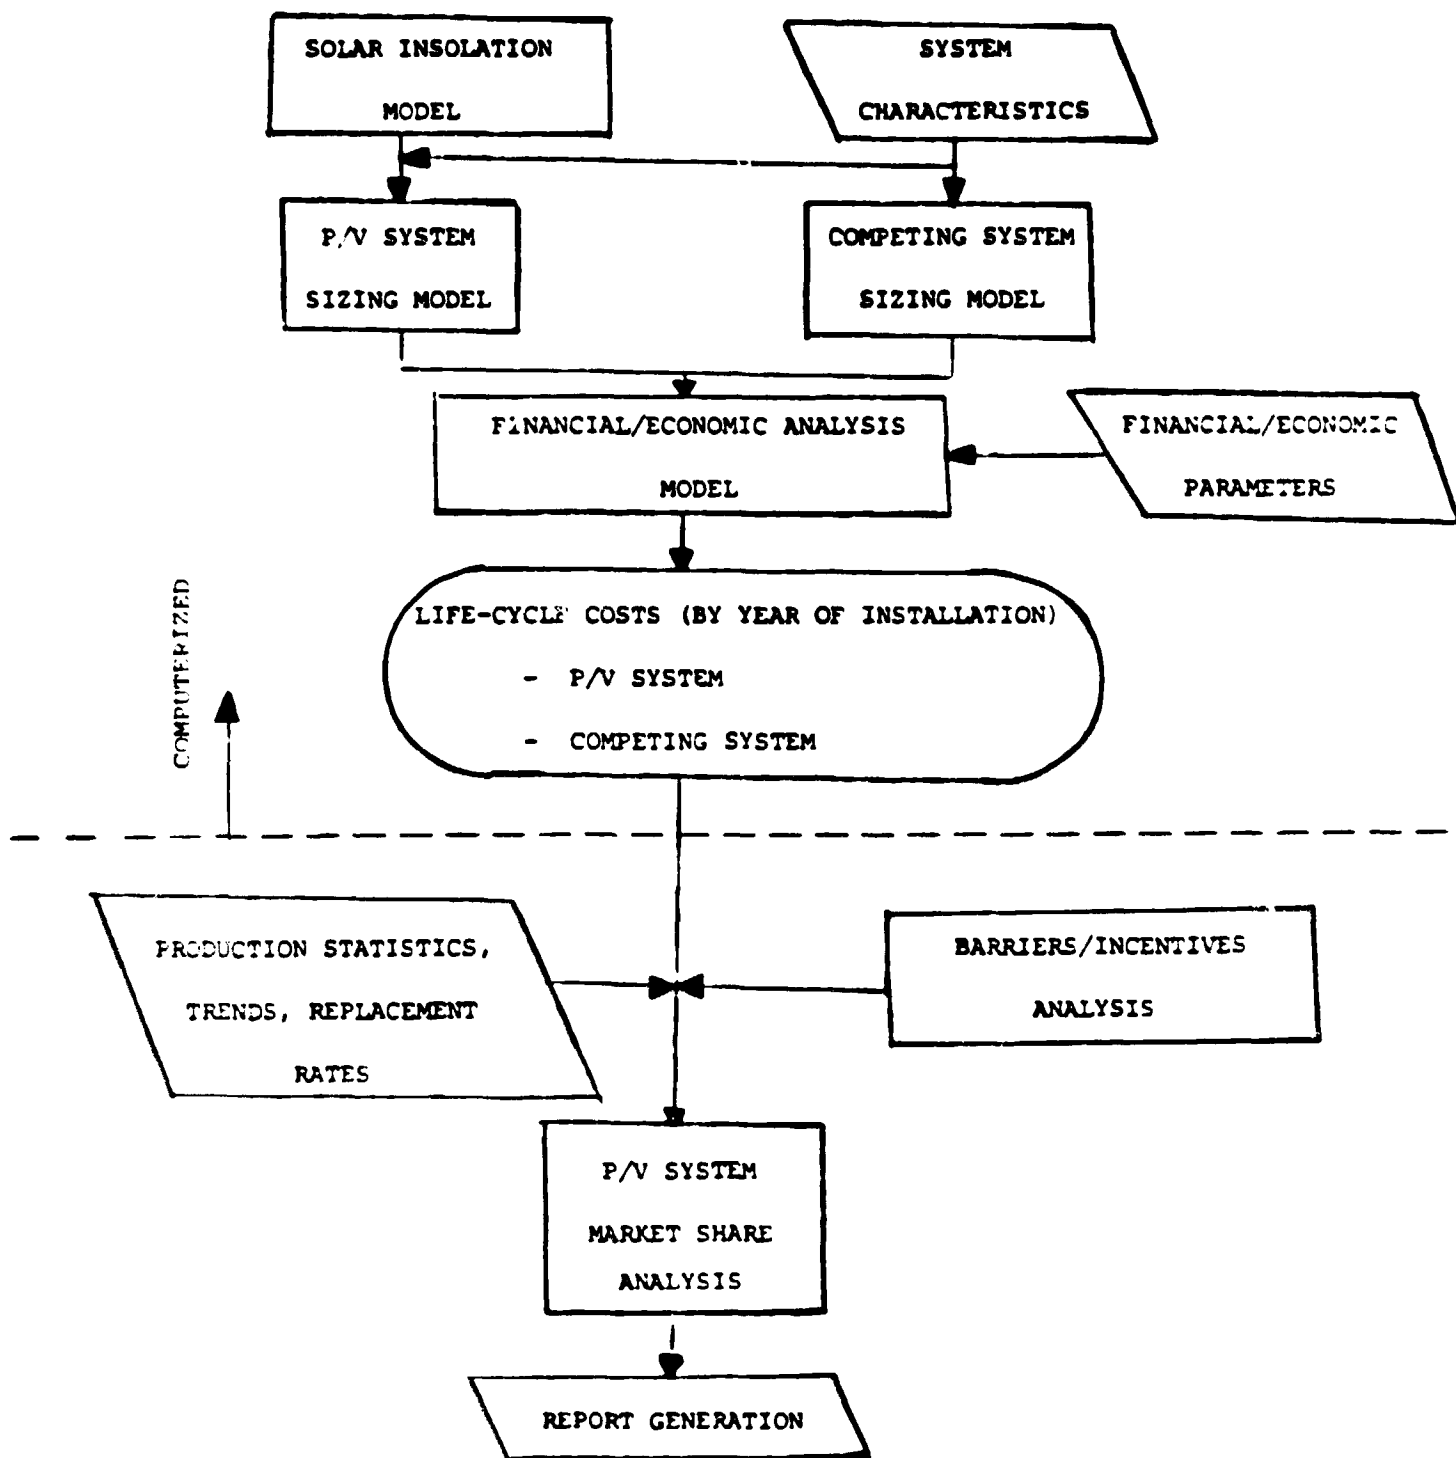 SOLAR INSOLATION
MODEL
SYSTEM
CHARACTERISTICS
P/V SYSTEM
SIZING MODEL
COMPETING SYSTEM
SIZING MODEL
FINANCIAL/ECONOMIC ANALYSIS
MODEL
FINANCIAL/ECONOMIC
PARAMETERS
LIFE-CYCLE COSTS (BY YEAR OF INSTALLATION)
- P/V SYSTEM
- COMPETING SYSTEM
COMPUTERIZED
PRODUCTION STATISTICS,
TRENDS, REPLACEMENT
RATES
BARRIERS/INCENTIVES
ANALYSIS
P/V SYSTEM
MARKET SHARE
ANALYSIS
REPORT GENERATION